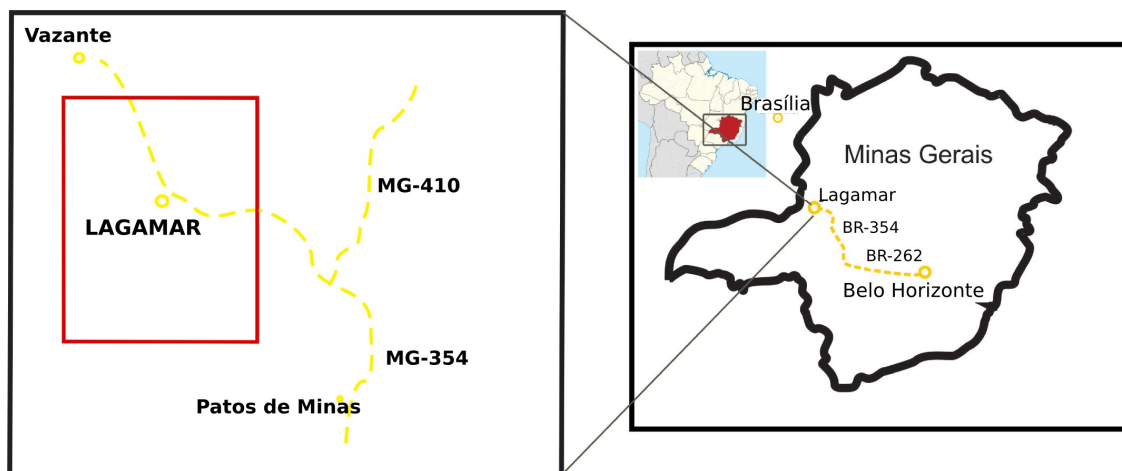 Vazante
MG-410
LAGAMAR
MG-354
Patos de Minas
Brasília
Minas Gerais
Lagamar
BR-354
BR-262
Belo Horizonte